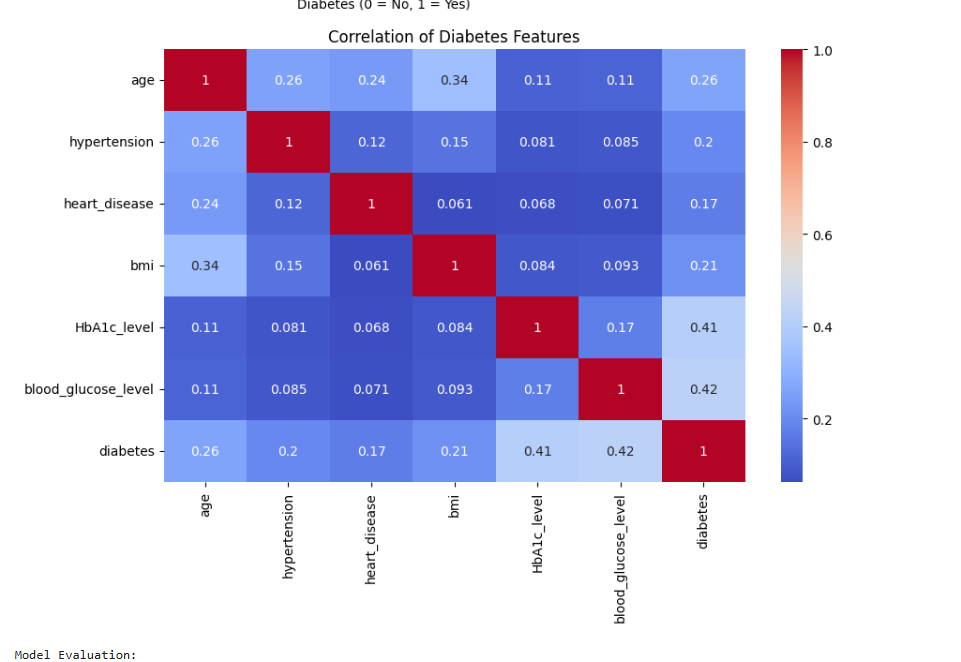 Diabetes (0 = No, 1 = Yes)
Correlation of Diabetes Features
age 1 0.26 0.24 0.34 0.11 0.11 0.26
hypertension 0.26 1 0.12 0.15 0.081 0.085 0.2
heart_disease 0.24 0.12 1 0.061 0.068 0.071 0.17
bmi 0.34 0.15 0.061 1 0.084 0.093 0.21
HbA1c_level 0.11 0.081 0.068 0.084 1 0.17 0.41
blood_glucose_level 0.11 0.085 0.071 0.093 0.17 1 0.42
diabetes 0.26 0.2 0.17 0.21 0.41 0.42 1
age
hypertension
heart_disease
bmi
HbA1c_level
blood_glucose_level
diabetes
1.0
0.8
0.6
0.4
0.2
Model Evaluation: